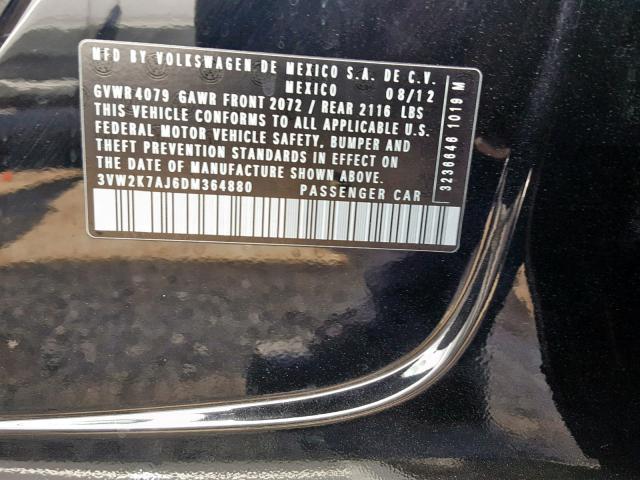 MFD BY VOLKSWAGEN DE MEXICO S.A. DE C.V.
MEXICO 08/12
GVWR 4079 GAWR FRONT 2072 / REAR 2116 LBS
THIS VEHICLE CONFORMS TO ALL APPLICABLE U.S.
FEDERAL MOTOR VEHICLE SAFETY, BUMPER AND
THEFT PREVENTION STANDARDS IN EFFECT ON
THE DATE OF MANUFACTURE SHOWN ABOVE.
3VW2K7AJ6DM364880 PASSENGER CAR
3236646 1019 M